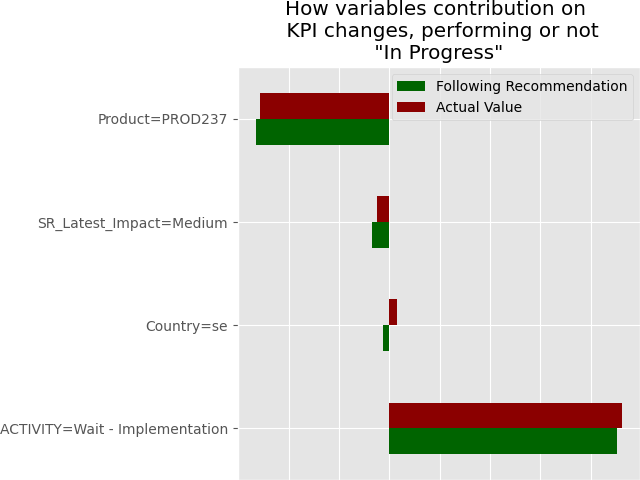 How variables contribution on
KPI changes, performing or not
"In Progress"
Following Recommendation
Actual Value
Product=PROD237
SR_Latest_Impact=Medium
Country=se
ACTIVITY=Wait - Implementation